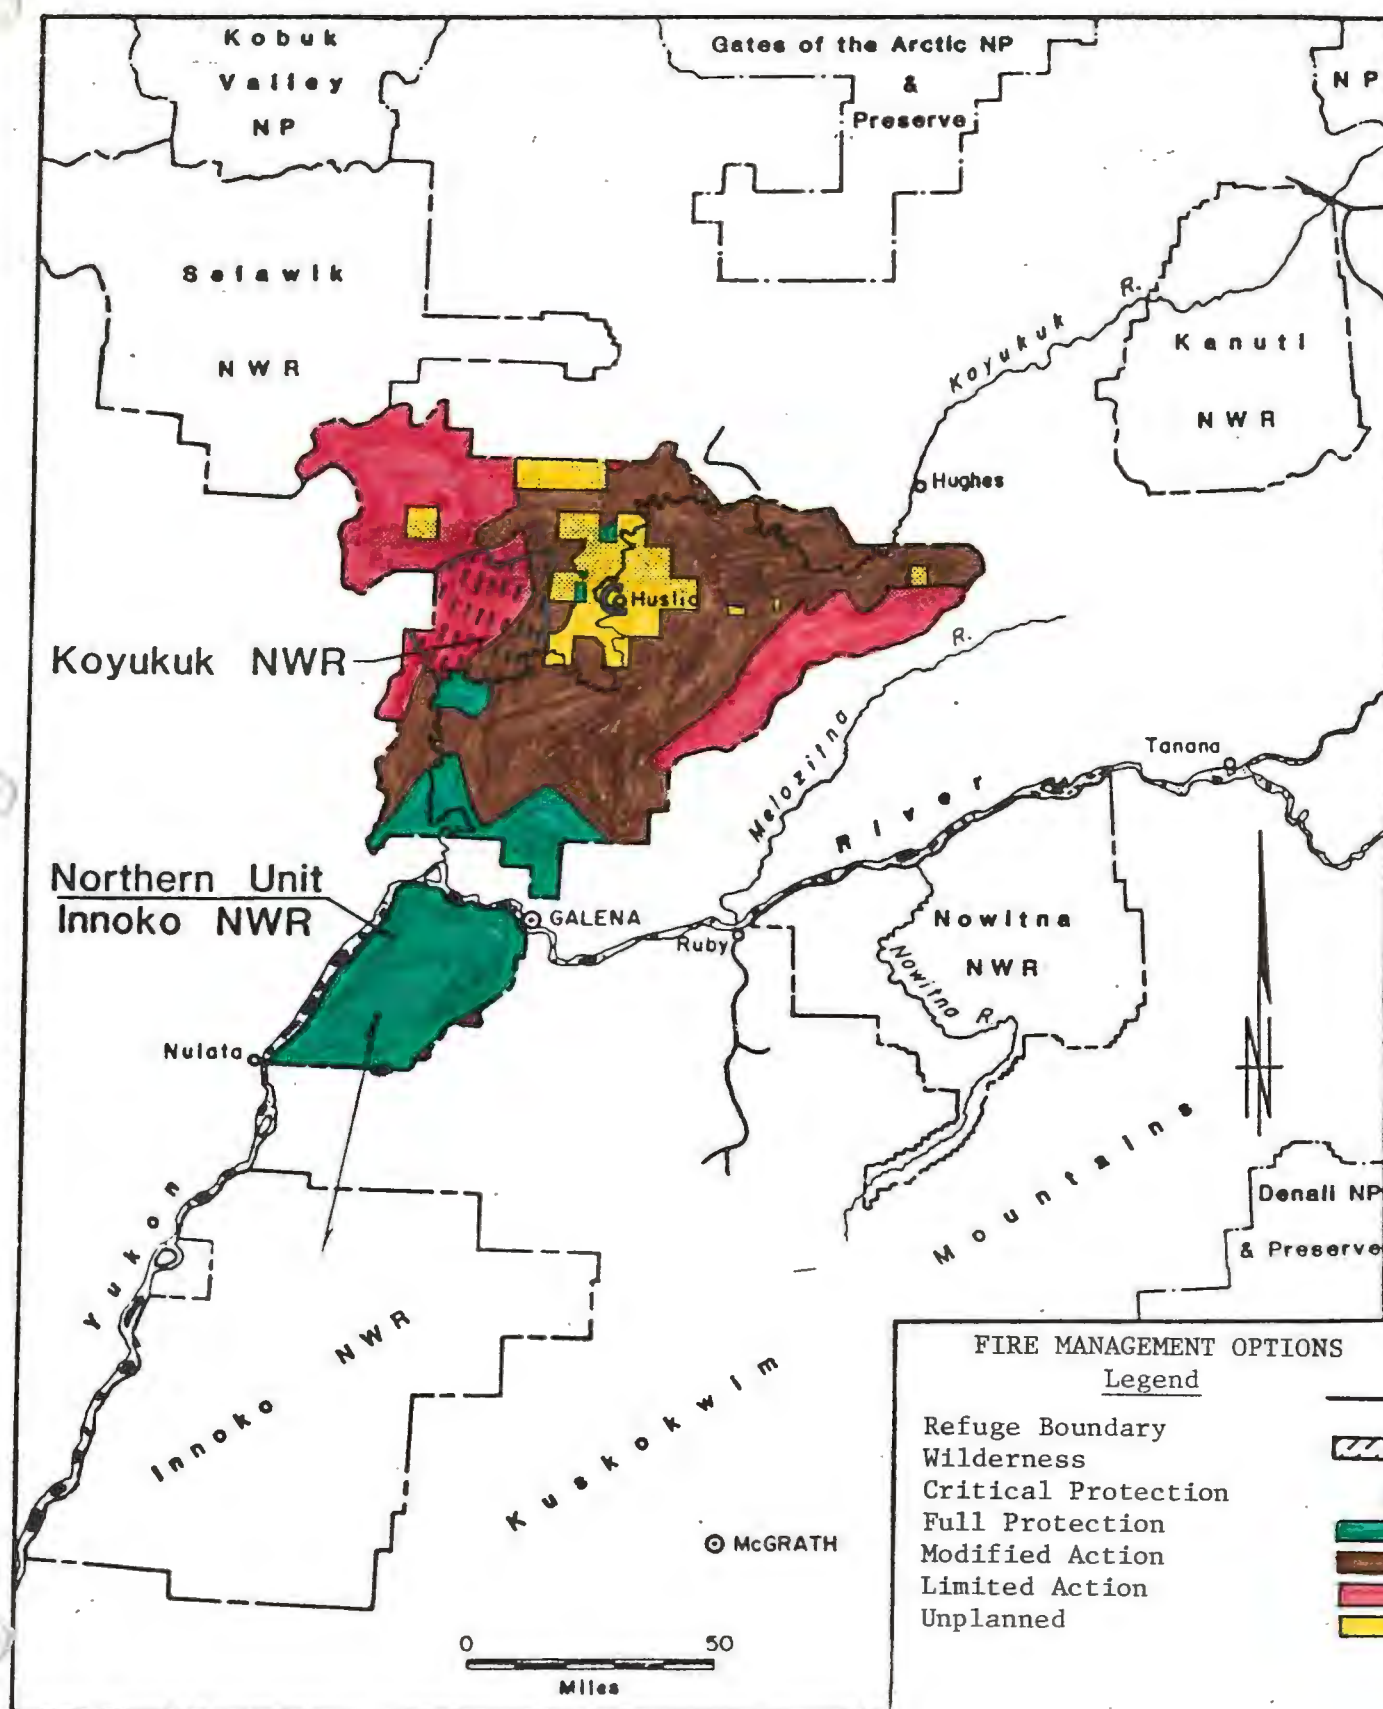 Kobuk
Valley
NP
Gates of the Arctic NP
&
Preserve
NP
Selawik
NWR
Koyukuk R.
Kanuti
NWR
Hughes
Huslia
Koyukuk NWR
Melozitna R.
Tanana
River
Northern Unit
Innoko NWR
GALENA
Ruby
Nowitna
NWR
Nowitna R.
Nulato
Yukon
Mountains
Denali NP
& Preserve
Innoko NWR
Kuskokwim
McGRATH
0 50
Miles
FIRE MANAGEMENT OPTIONS
Legend
Refuge Boundary
Wilderness
Critical Protection
Full Protection
Modified Action
Limited Action
Unplanned